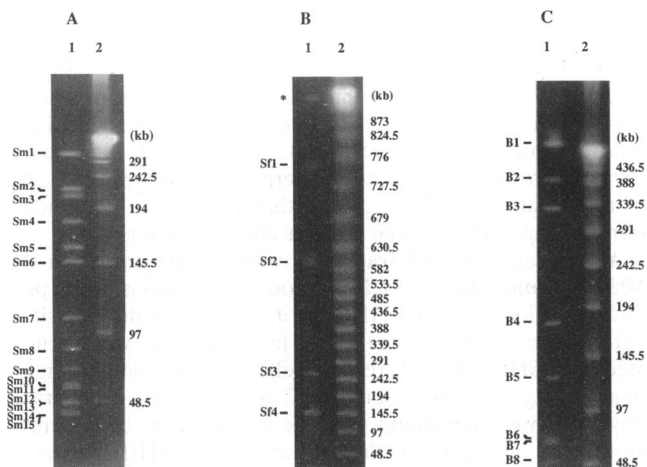 A
1 2
Sm1
Sm2
Sm3
Sm4
Sm5
Sm6
Sm7
Sm8
Sm9
Sm10
Sm11
Sm12
Sm13
Sm14
Sm15
(kb)
291
242.5
194
145.5
97
48.5
B
1 2
*
Sf1
Sf2
Sf3
Sf4
(kb)
873
824.5
776
727.5
679
630.5
582
533.5
485
436.5
388
339.5
291
242.5
194
145.5
97
48.5
C
1 2
B1
B2
B3
B4
B5
B6
B7
B8
(kb)
436.5
388
339.5
291
242.5
194
145.5
97
48.5